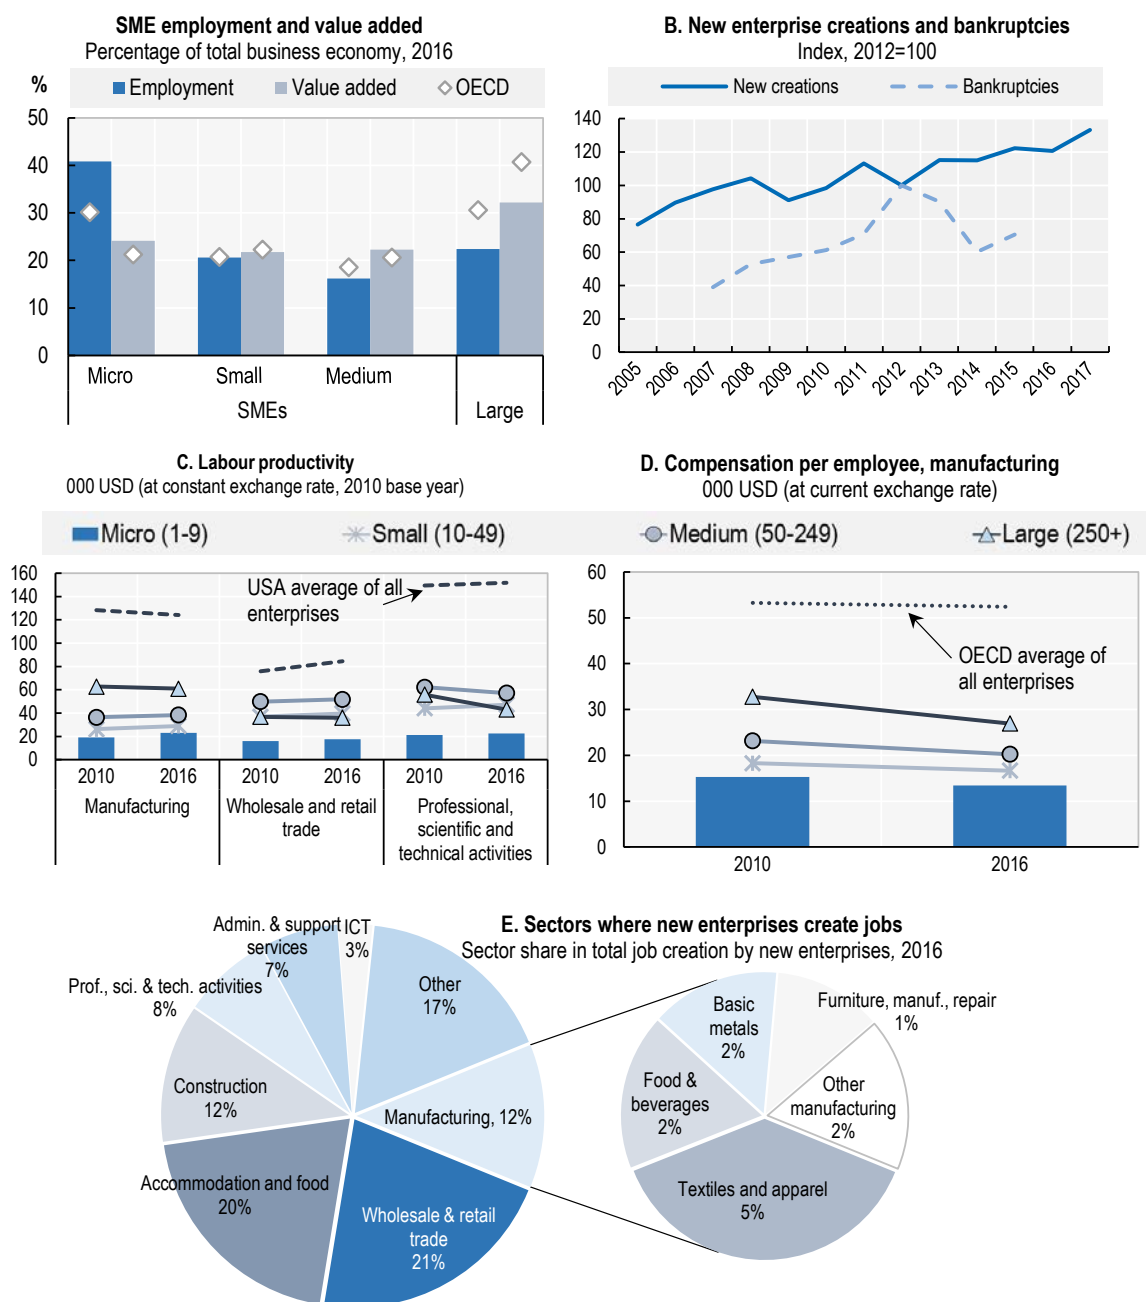 SME employment and value added
Percentage of total business economy, 2016
%
Employment
Value added
OECD
50
40
30
20
10
0
Micro
Small
Medium
SMEs
Large
B. New enterprise creations and bankruptcies
Index, 2012=100
New creations
Bankruptcies
140
120
100
80
60
40
20
0
2005
2006
2007
2008
2009
2010
2011
2012
2013
2014
2015
2016
2017
C. Labour productivity
000 USD (at constant exchange rate, 2010 base year)
D. Compensation per employee, manufacturing
000 USD (at current exchange rate)
Micro (1-9)
Small (10-49)
Medium (50-249)
Large (250+)
160
140
120
100
80
60
40
20
0
USA average of all
enterprises
2010
2016
2010
2016
2010
2016
Manufacturing
Wholesale and retail
trade
Professional,
scientific and
technical activities
60
50
40
30
20
10
0
OECD average of
all enterprises
2010
2016
E. Sectors where new enterprises create jobs
Sector share in total job creation by new enterprises, 2016
Admin. & support
services
7%
ICT
3%
Other
17%
Prof., sci. & tech. activities
8%
Construction
12%
Manufacturing, 12%
Accommodation and food
20%
Wholesale & retail
trade
21%
Basic
metals
2%
Furniture, manuf., repair
1%
Food &
beverages
2%
Other
manufacturing
2%
Textiles and apparel
5%